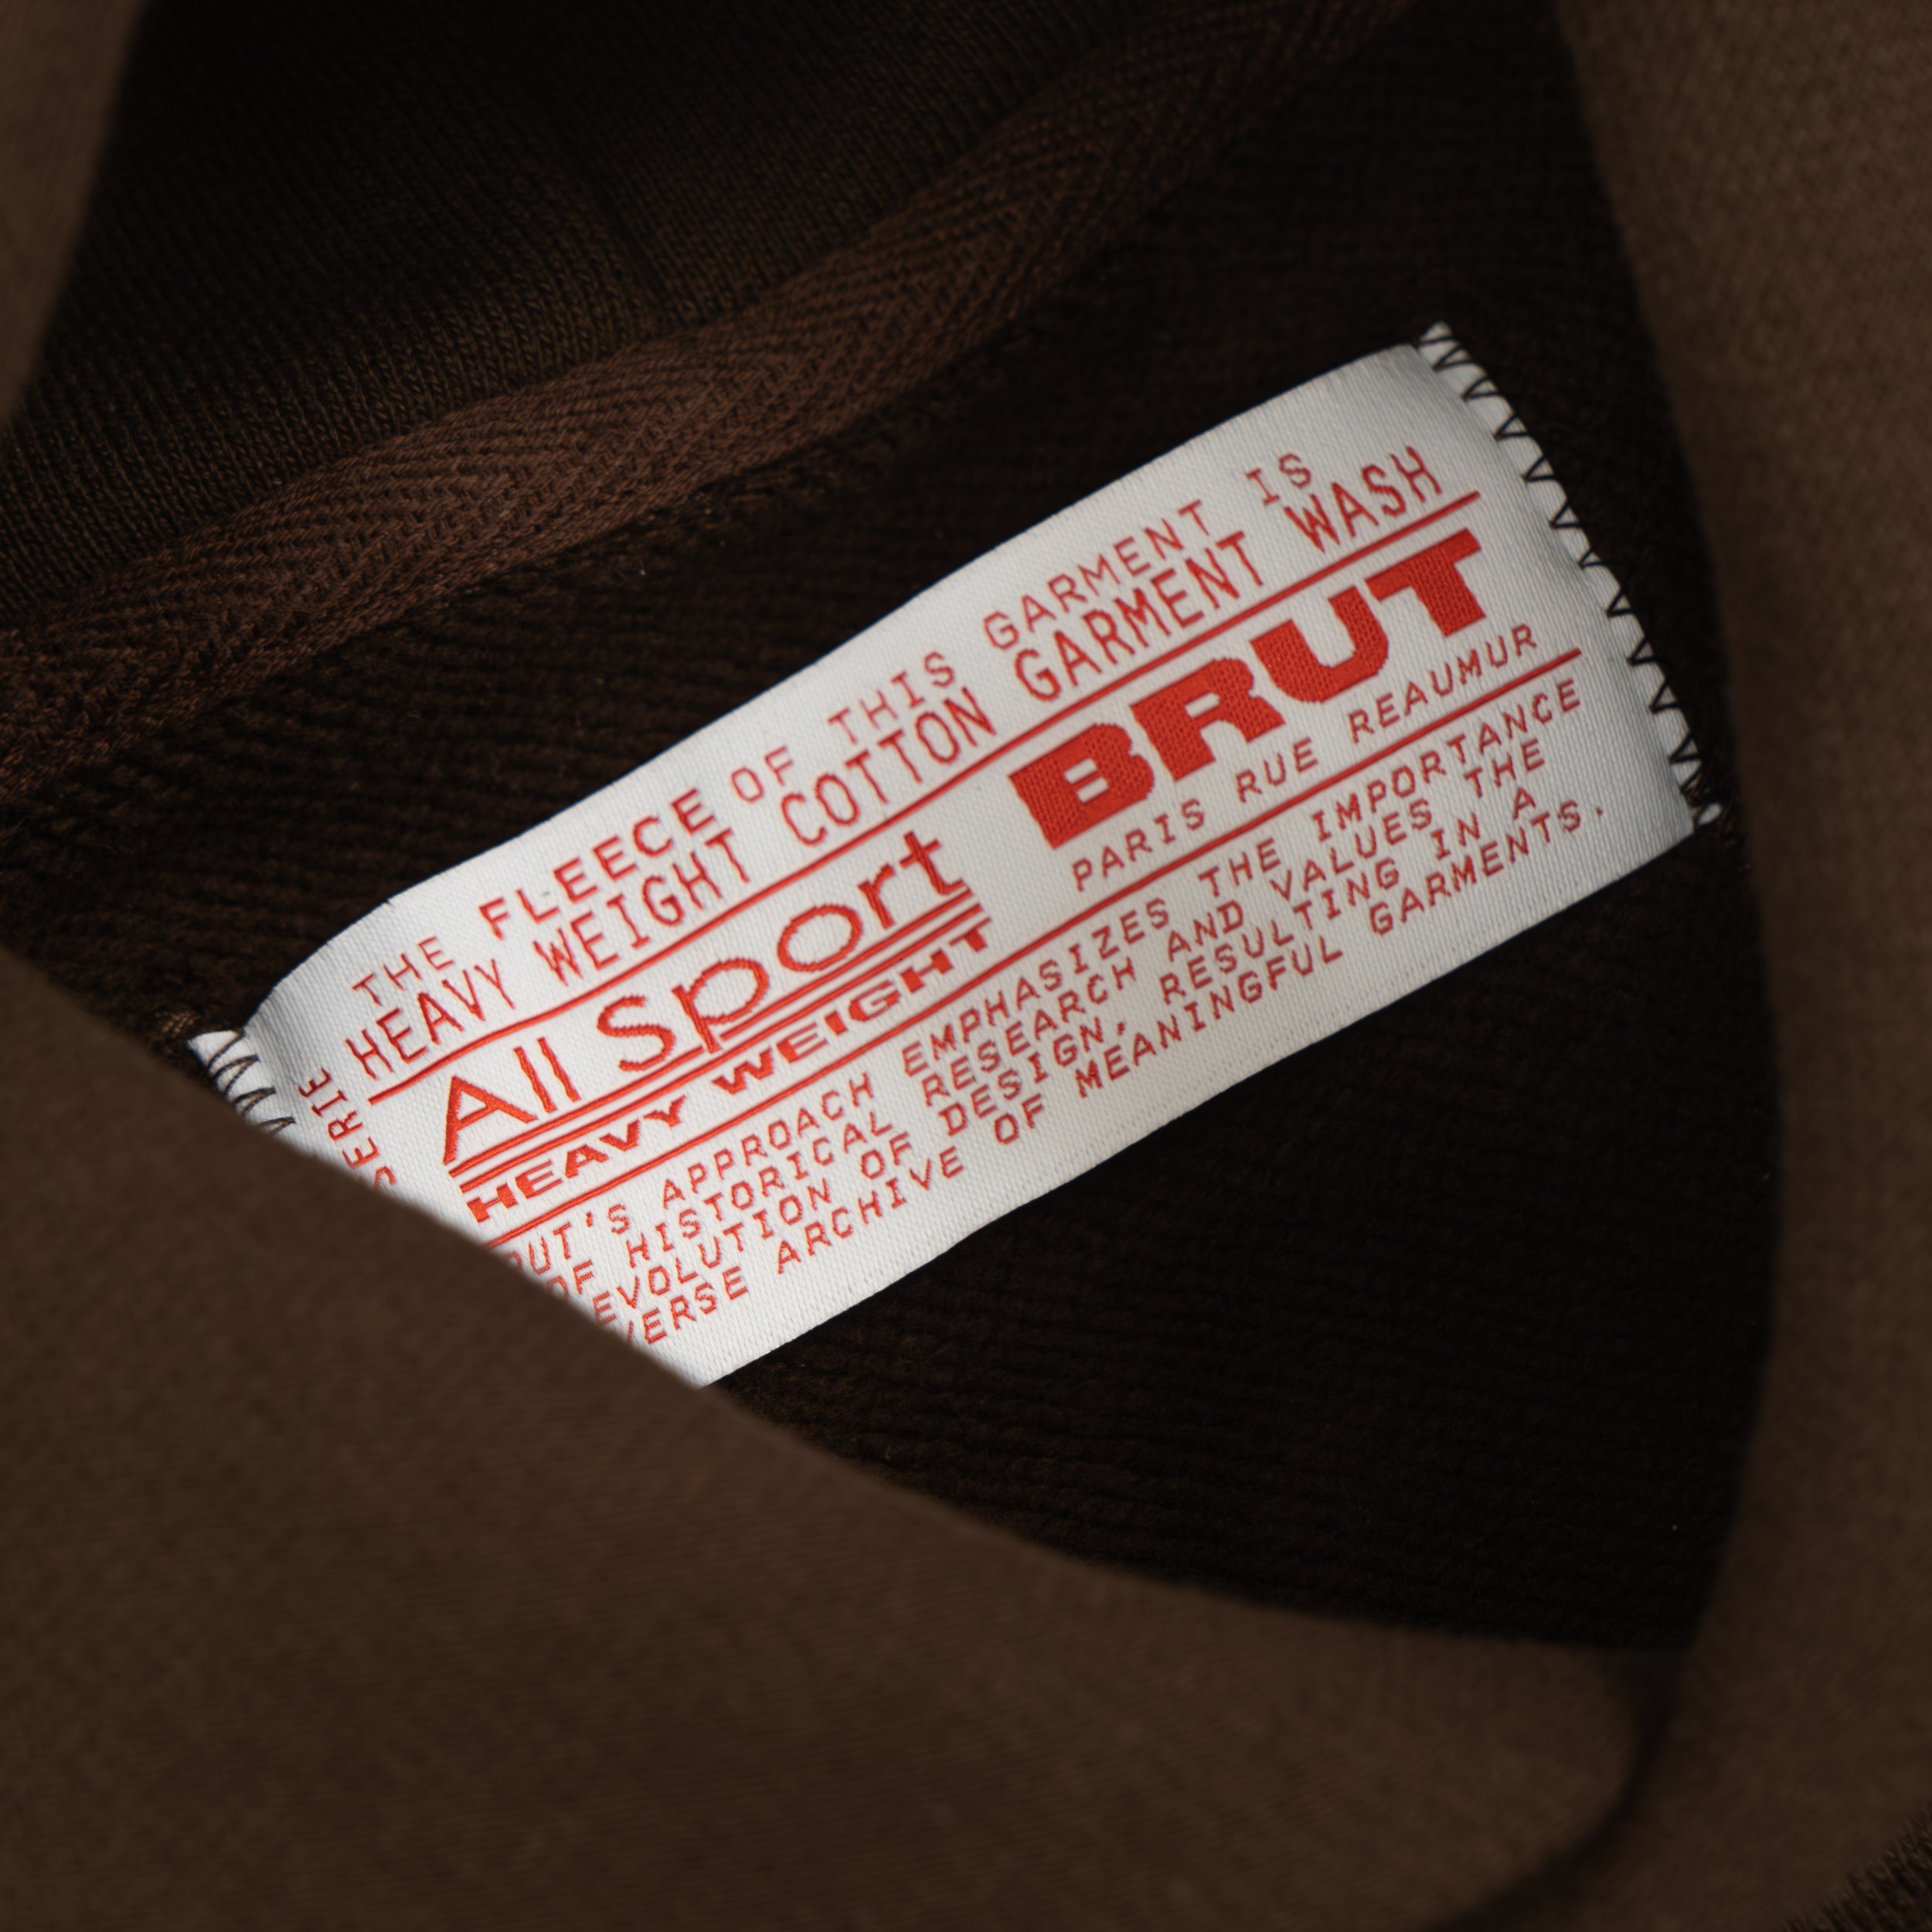 THE FLEECE OF THIS GARMENT IS
HEAVY WEIGHT COTTON GARMENT WASH
SERIE
All Sport
HEAVY WEIGHT
BRUT
PARIS RUE REAUMUR
APPROACH EMPHASIZES THE IMPORTANCE
OF HISTORICAL RESEARCH AND VALUES THE
EVOLUTION OF DESIGN, RESULTING IN A
ARCHIVE OF MEANINGFUL GARMENTS.